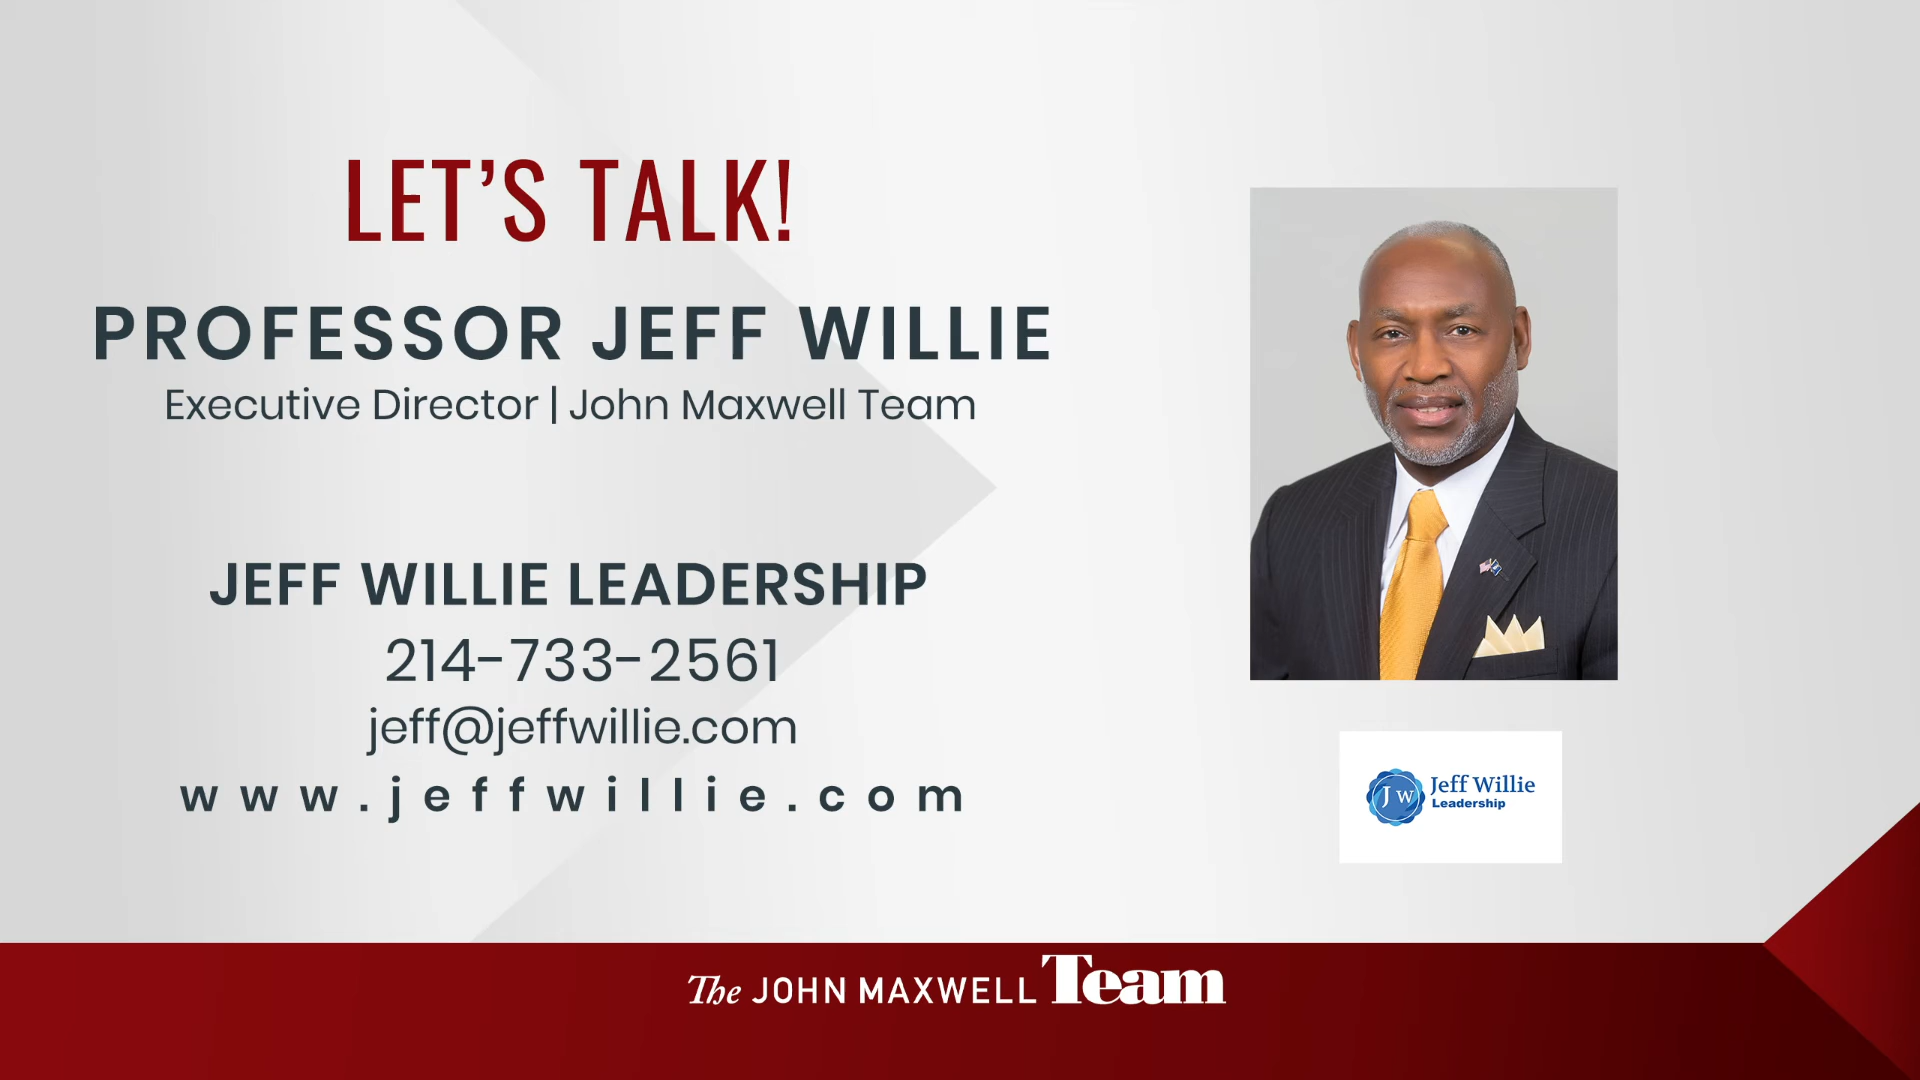 LET’S TALK!
PROFESSOR JEFF WILLIE
Executive Director | John Maxwell Team
JEFF WILLIE LEADERSHIP
214-733-2561
jeff@jeffwillie.com
www.jeffwillie.com
J W
Jeff Willie
Leadership
The JOHN MAXWELL Team